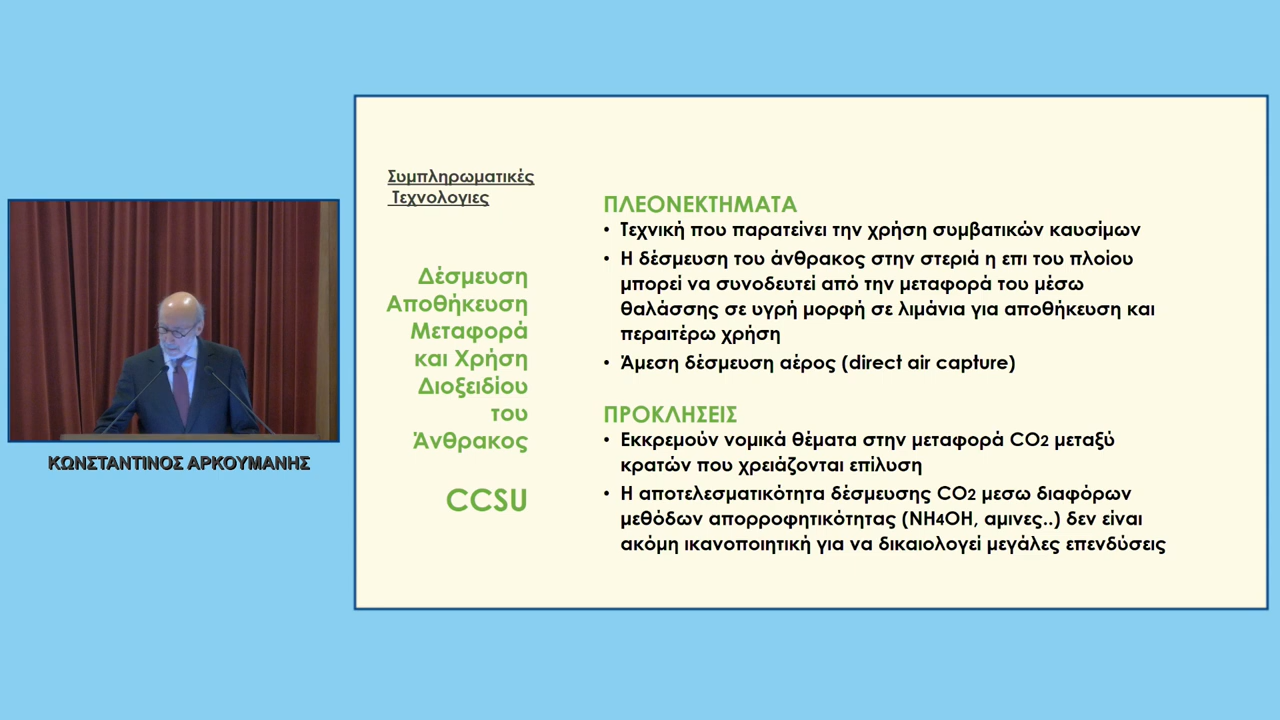 Συμπληρωματικές
Τεχνολογιες
Δέσμευση
Αποθήκευση
Μεταφορά
και Χρήση
Διοξειδίου
του
Άνθρακος
CCSU
ΠΛΕΟΝΕΚΤΗΜΑΤΑ
• Τεχνική που παρατείνει την χρήση συμβατικών καυσίμων
• Η δέσμευση του άνθρακος στην στεριά η επι του πλοίου
μπορεί να συνοδευτεί από την μεταφορά του μέσω
θαλάσσης σε υγρή μορφή σε λιμάνια για αποθήκευση και
περαιτέρω χρήση
• Άμεση δέσμευση αέρος (direct air capture)
ΠΡΟΚΛΗΣΕΙΣ
• Εκκρεμούν νομικά θέματα στην μεταφορά CO2 μεταξύ
κρατών που χρειάζονται επίλυση
• Η αποτελεσματικότητα δέσμευσης CO2 μεσω διαφόρων
μεθόδων απορροφητικότητας (NH4OH, αμινες..) δεν είναι
ακόμη ικανοποιητική για να δικαιολογεί μεγάλες επενδύσεις
ΚΩΝΣΤΑΝΤΙΝΟΣ ΑΡΚΟΥΜΑΝΗΣ